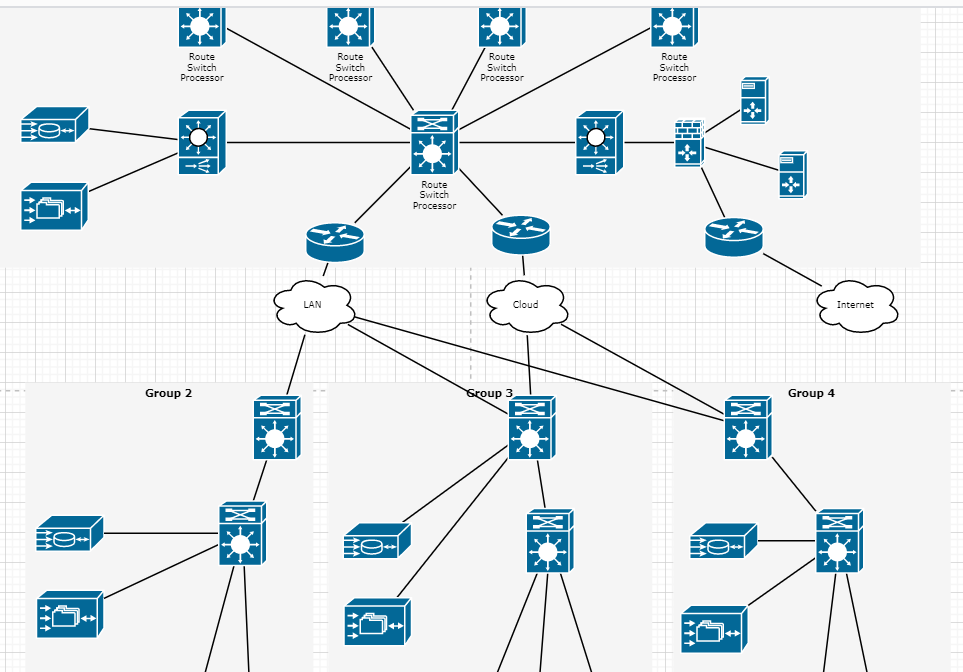 Route
Switch
Processor
Route
Switch
Processor
Route
Switch
Processor
Route
Switch
Processor
Route
Switch
Processor
LAN
Cloud
Internet
Group 2
Group 3
Group 4